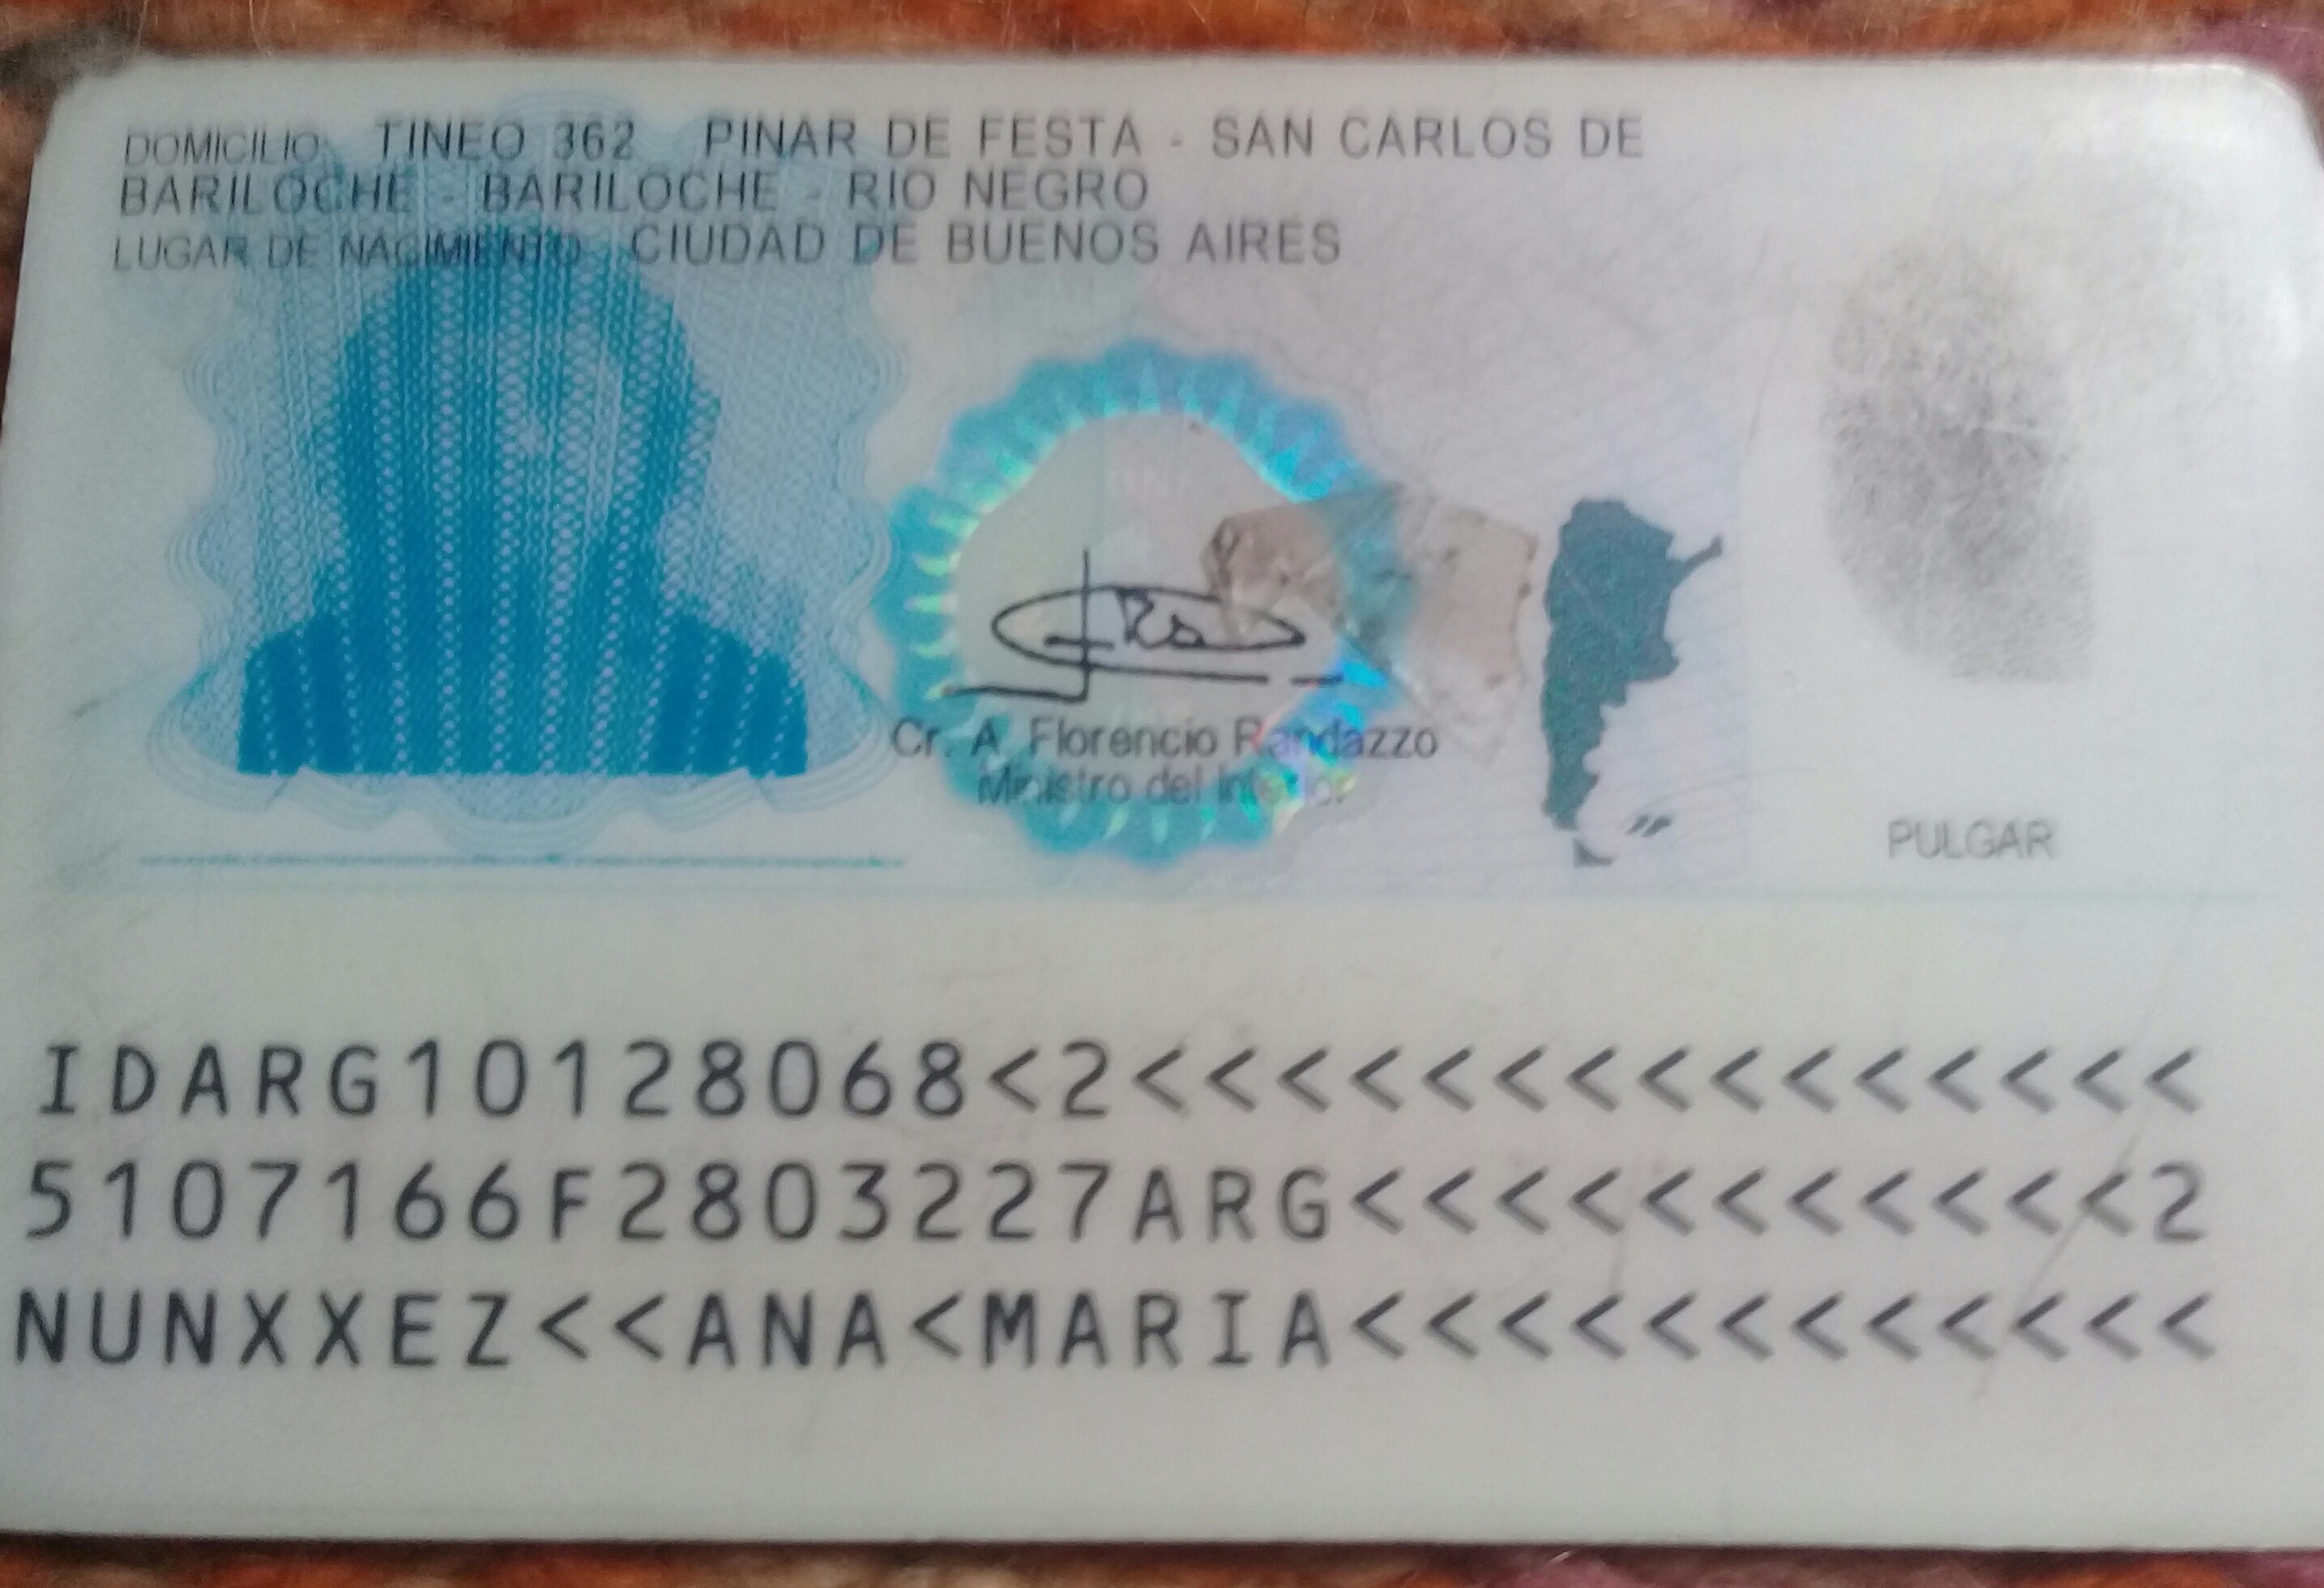 DOMICILIO: TINEO 362 PINAR DE FESTA - SAN CARLOS DE
BARILOCHE - BARILOCHE - RIO NEGRO
LUGAR DE NACIMIENTO: CIUDAD DE BUENOS AIRES
Cr. A. Florencio Randazzo
Ministro del Interior
PULGAR
IDARG10128068<2<<<<<<<<<<<<<<<
5107166F2803227ARG<<<<<<<<<<<2
NUNXXEZ<<ANA<MARIA<<<<<<<<<<<<